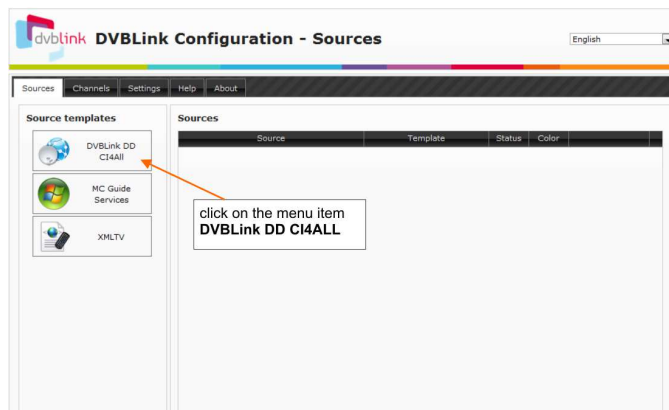 dvblink DVBLink Configuration - Sources
English
Sources Channels Settings Help About
Source templates
DVBLink DD
CI4All
MC Guide
Services
XMLTV
Sources
Source Template Status Color
click on the menu item
DVBLink DD CI4ALL